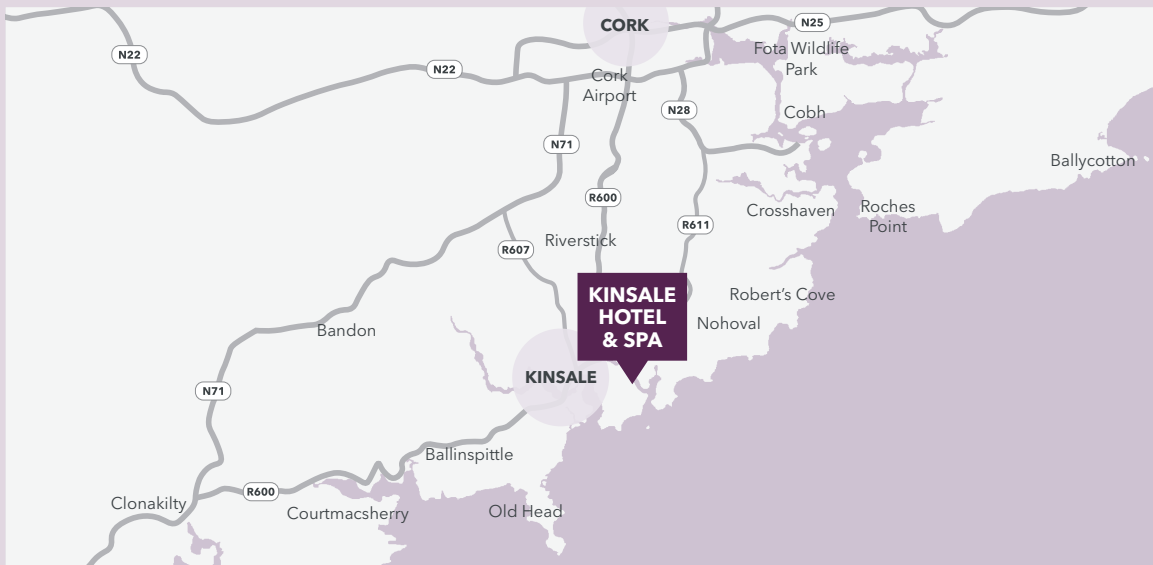 CORK
N25
N22
Fota Wildlife
Park
N22
Cork
Airport
N28
Cobh
N71
Ballycotton
R600
Crosshaven
Roches
Point
R611
Riverstick
R607
KINSALE
HOTEL
& SPA
Robert's Cove
Nohoval
Bandon
KINSALE
N71
Ballinspittle
R600
Clonakilty
Courtmacsherry
Old Head